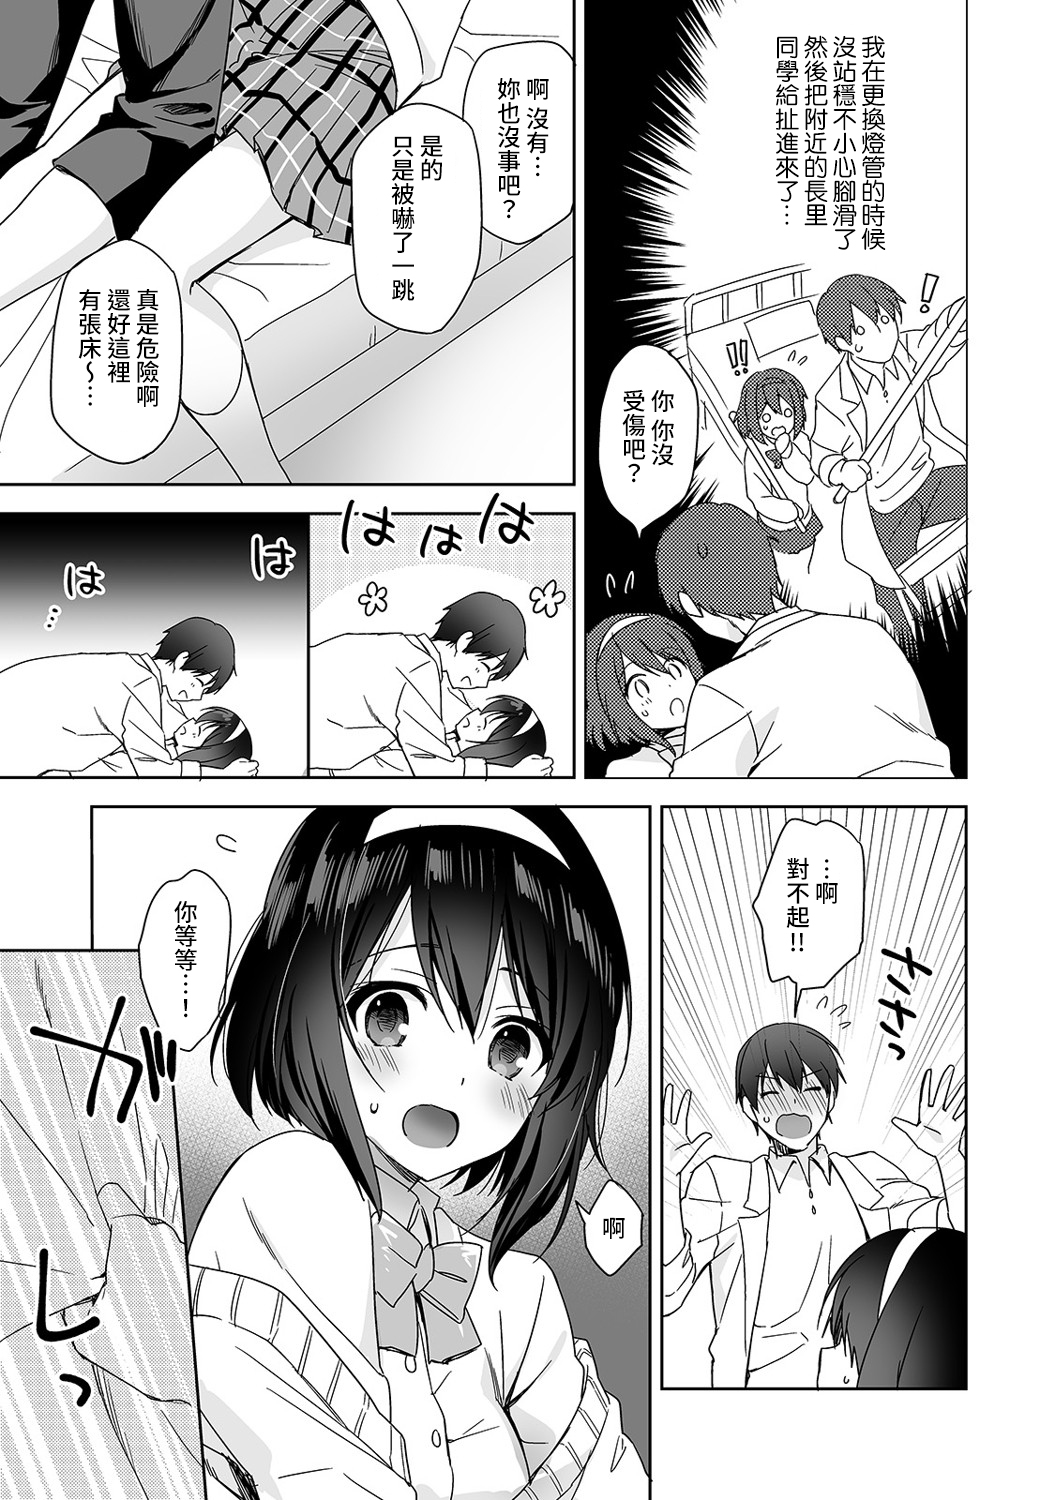 我在更換燈管的時候
沒站穩不小心腳滑了
然後把附近的長里
同學給扯進來了…
!
!!
你 你沒
受傷吧？
啊 沒有…
妳也沒事吧？
是的
只是被嚇了一跳
真是危險啊
還好這裡
有張床～…
は
は
は
は
は
…
…啊
對不起!!
ササッ
啊
你等等…！
がしっ